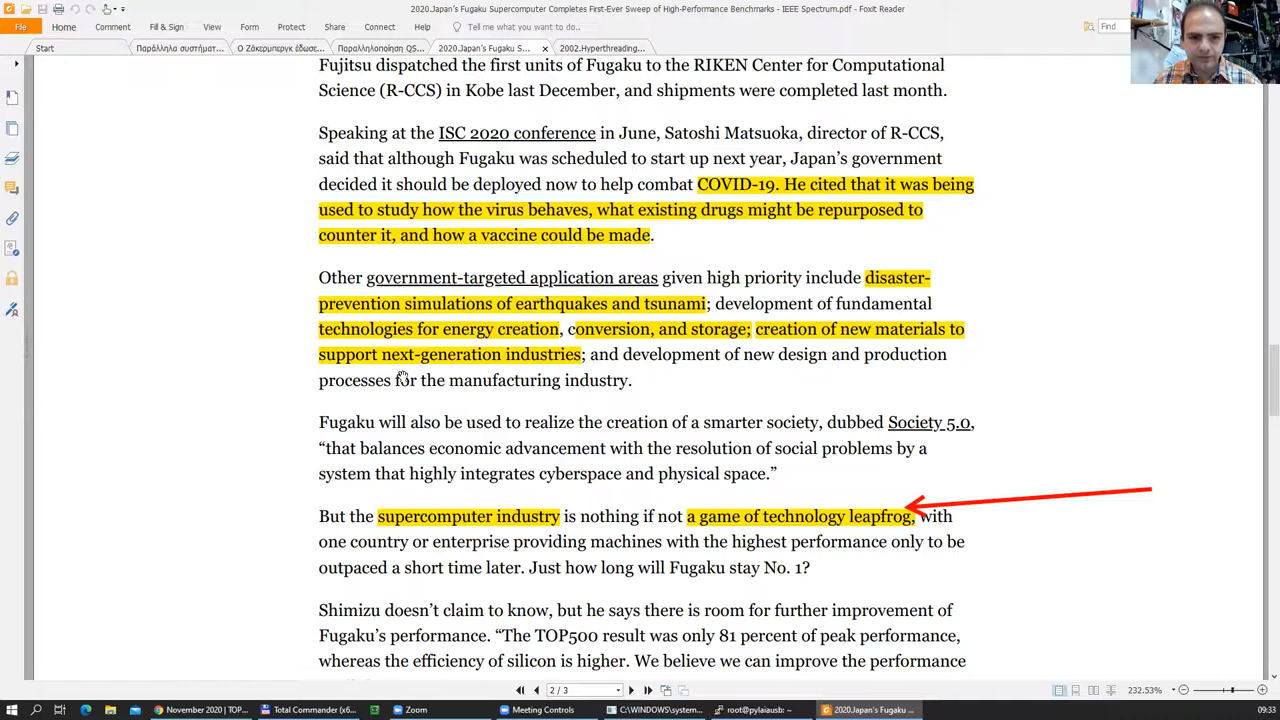 2020.Japan's Fugaku Supercomputer Completes First-Ever Sweep of High-Performance Benchmarks - IEEE Spectrum.pdf - Foxit Reader
File Home Comment Fill & Sign View Form Protect Share Connect Help Tell me what you want to do... Find
Start Παράλληλα συστήματ... Ο Ζόκερμπεργκ έδωσε... Παραλληλοποίηση QS... 2020.Japan's Fugaku S... × 2002.Hyperthreading...
Fujitsu dispatched the first units of Fugaku to the RIKEN Center for Computational
Science (R-CCS) in Kobe last December, and shipments were completed last month.
Speaking at the ISC 2020 conference in June, Satoshi Matsuoka, director of R-CCS,
said that although Fugaku was scheduled to start up next year, Japan's government
decided it should be deployed now to help combat COVID-19. He cited that it was being
used to study how the virus behaves, what existing drugs might be repurposed to
counter it, and how a vaccine could be made.
Other government-targeted application areas given high priority include disaster-
prevention simulations of earthquakes and tsunami; development of fundamental
technologies for energy creation, conversion, and storage; creation of new materials to
support next-generation industries; and development of new design and production
processes for the manufacturing industry.
Fugaku will also be used to realize the creation of a smarter society, dubbed Society 5.0,
“that balances economic advancement with the resolution of social problems by a
system that highly integrates cyberspace and physical space.”
But the supercomputer industry is nothing if not a game of technology leapfrog, with
one country or enterprise providing machines with the highest performance only to be
outpaced a short time later. Just how long will Fugaku stay No. 1?
Shimizu doesn't claim to know, but he says there is room for further improvement of
Fugaku's performance. “The TOP500 result was only 81 percent of peak performance,
whereas the efficiency of silicon is higher. We believe we can improve the performance
2 / 3 232.53%
November 2020 | TOP... Total Commander (x6... Zoom Meeting Controls C:\WINDOWS\system... root@pylaiausb: ~ 2020.Japan's Fugaku ... 09:33